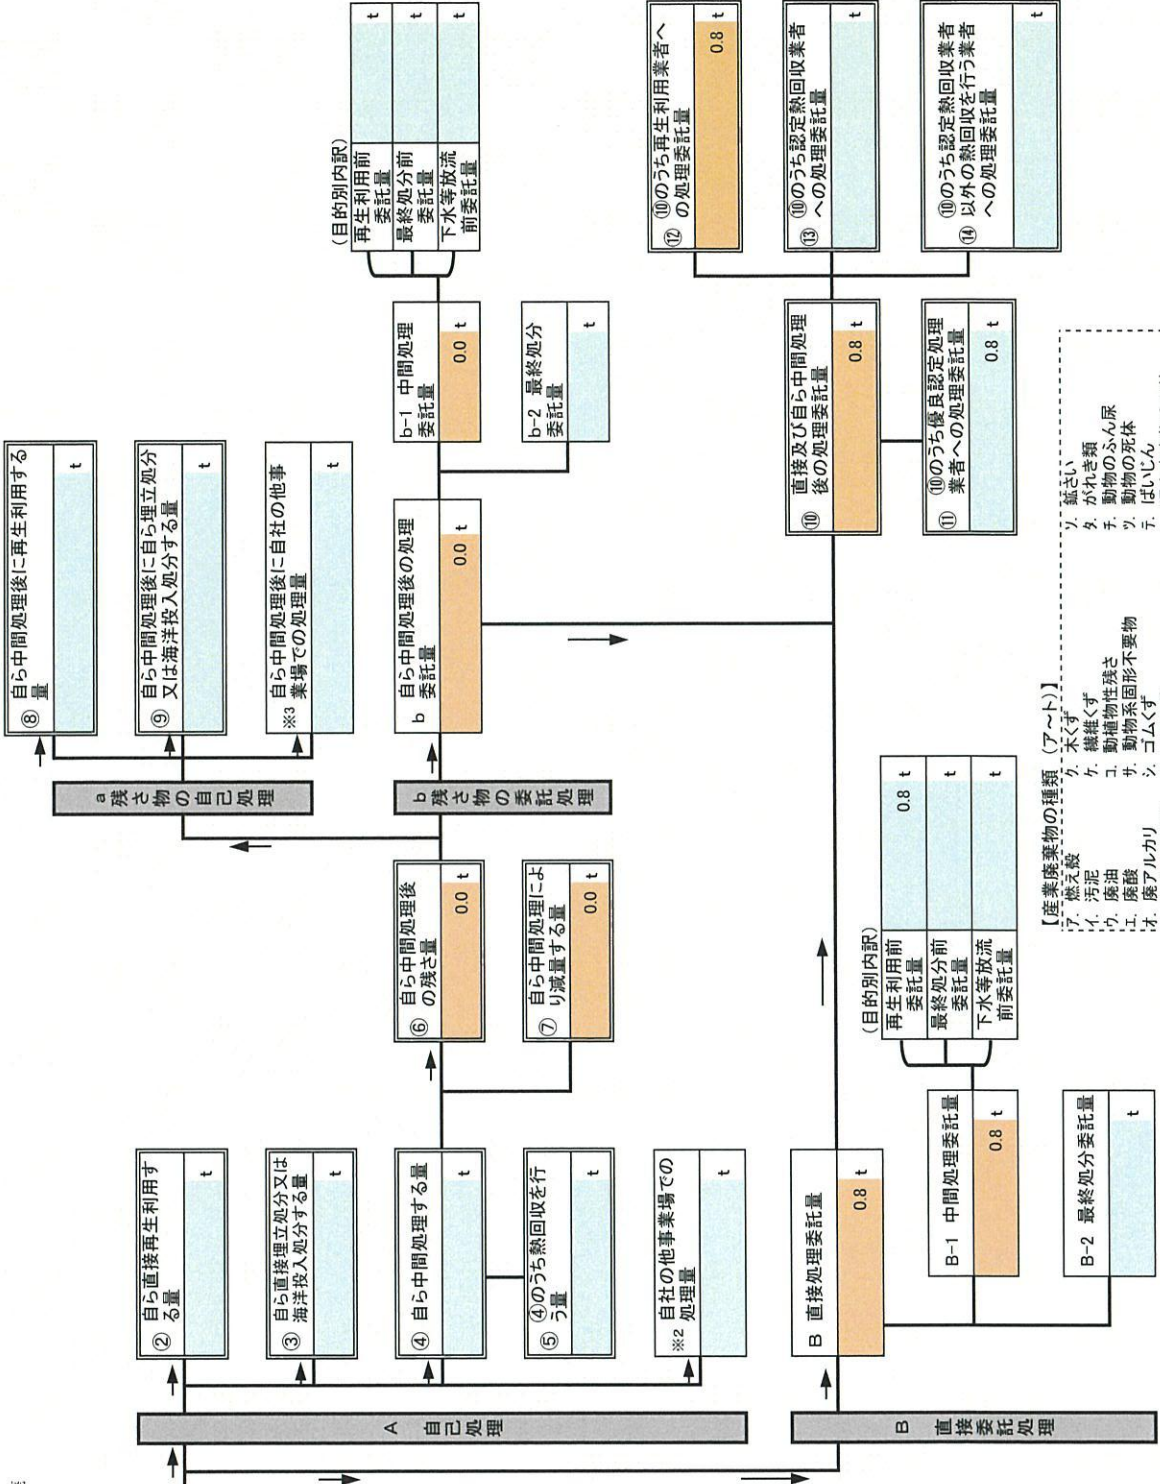 A 自己処理
② 自ら直接再生利用す
る量
t
③ 自ら直接埋立処分又は
海洋投入処分する量
t
④ 自ら中間処理する量
t
⑤ ④のうち熱回収を行
う量
t
※2 自社の他事業場での
処理量
t
⑥ 自ら中間処理後
の残さ量
0.0 t
⑦ 自ら中間処理によ
り減量する量
0.0 t
a 残さ物の自己処理
⑧ 自ら中間処理後に再生利用する
量
t
⑨ 自ら中間処理後に自ら埋立処分
又は海洋投入処分する量
t
※3 自ら中間処理後に自社の他事
業場での処理量
t
b 残さ物の委託処理
b 自ら中間処理後の処理
委託量
0.0 t
b-1 中間処理
委託量
0.0 t
b-2 最終処分
委託量
t
(目的別内訳)
再生利用前
委託量
t
最終処分前
委託量
t
下水等放流
前委託量
t
B 直接委託処理
B 直接処理委託量
0.8 t
B-1 中間処理委託量
0.8 t
B-2 最終処分委託量
t
(目的別内訳)
再生利用前
委託量
0.8 t
最終処分前
委託量
t
下水等放流
前委託量
t
⑩ 直接及び自ら中間処理
後の処理委託量
0.8 t
⑪ ⑩のうち優良認定処理
業者への処理委託量
0.8 t
⑫ ⑩のうち再生利用業者へ
の処理委託量
0.8 t
⑬ ⑩のうち認定熱回収業者
への処理委託量
t
⑭ ⑩のうち認定熱回収業者
以外の熱回収を行う業者
への処理委託量
t
【産業廃棄物の種類(ア～ト)】
ア. 燃え殻 ク. 木くず ソ. 鉱さい
イ. 汚泥 ケ. 繊維くず タ. がれき類
ウ. 廃油 コ. 動植物性残さ チ. 動物のふん尿
エ. 廃酸 サ. 動物系固形不要物 ツ. 動物の死体
オ. 廃アルカリ シ. ゴムくず テ. ばいじん